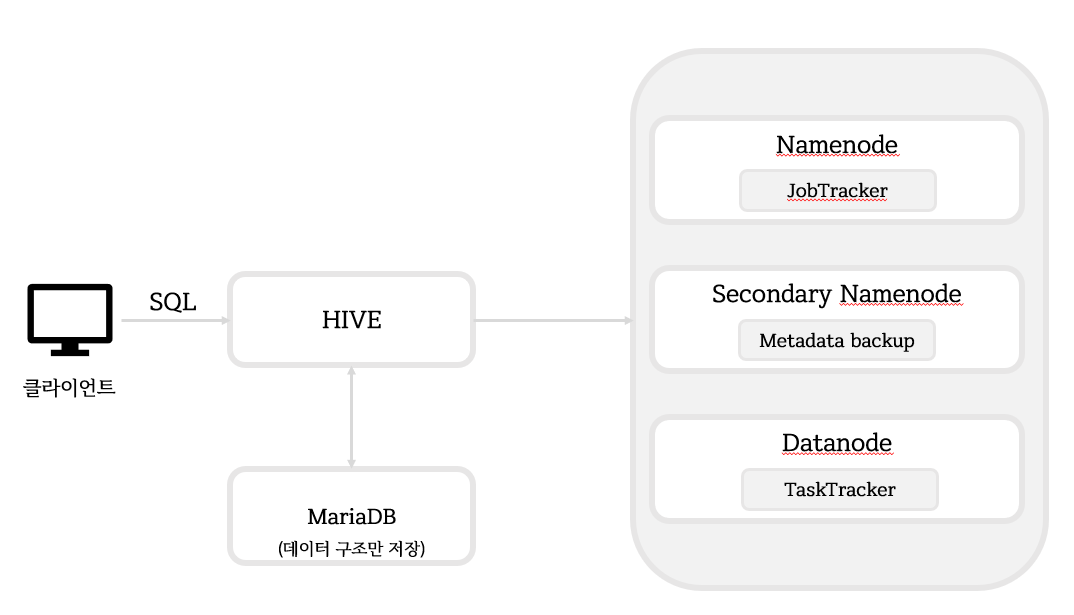 클라이언트
SQL
HIVE
MariaDB
(데이터 구조만 저장)
Namenode
JobTracker
Secondary Namenode
Metadata backup
Datanode
TaskTracker